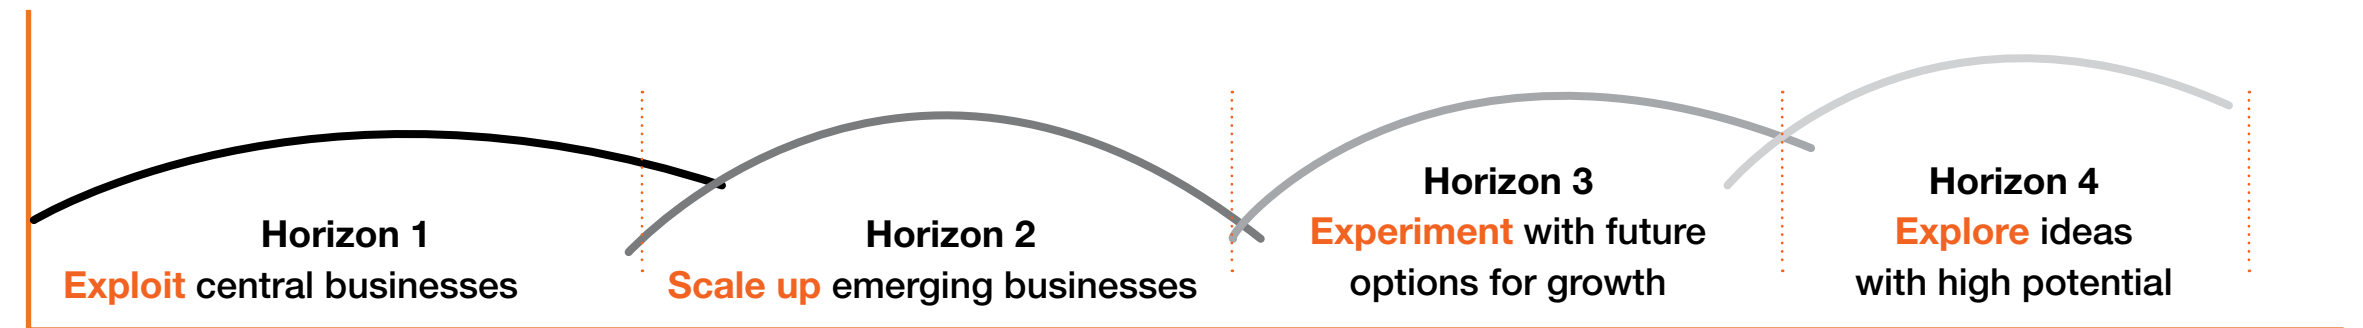 Horizon 1
Exploit central businesses
Horizon 2
Scale up emerging businesses
Horizon 3
Experiment with future
options for growth
Horizon 4
Explore ideas
with high potential